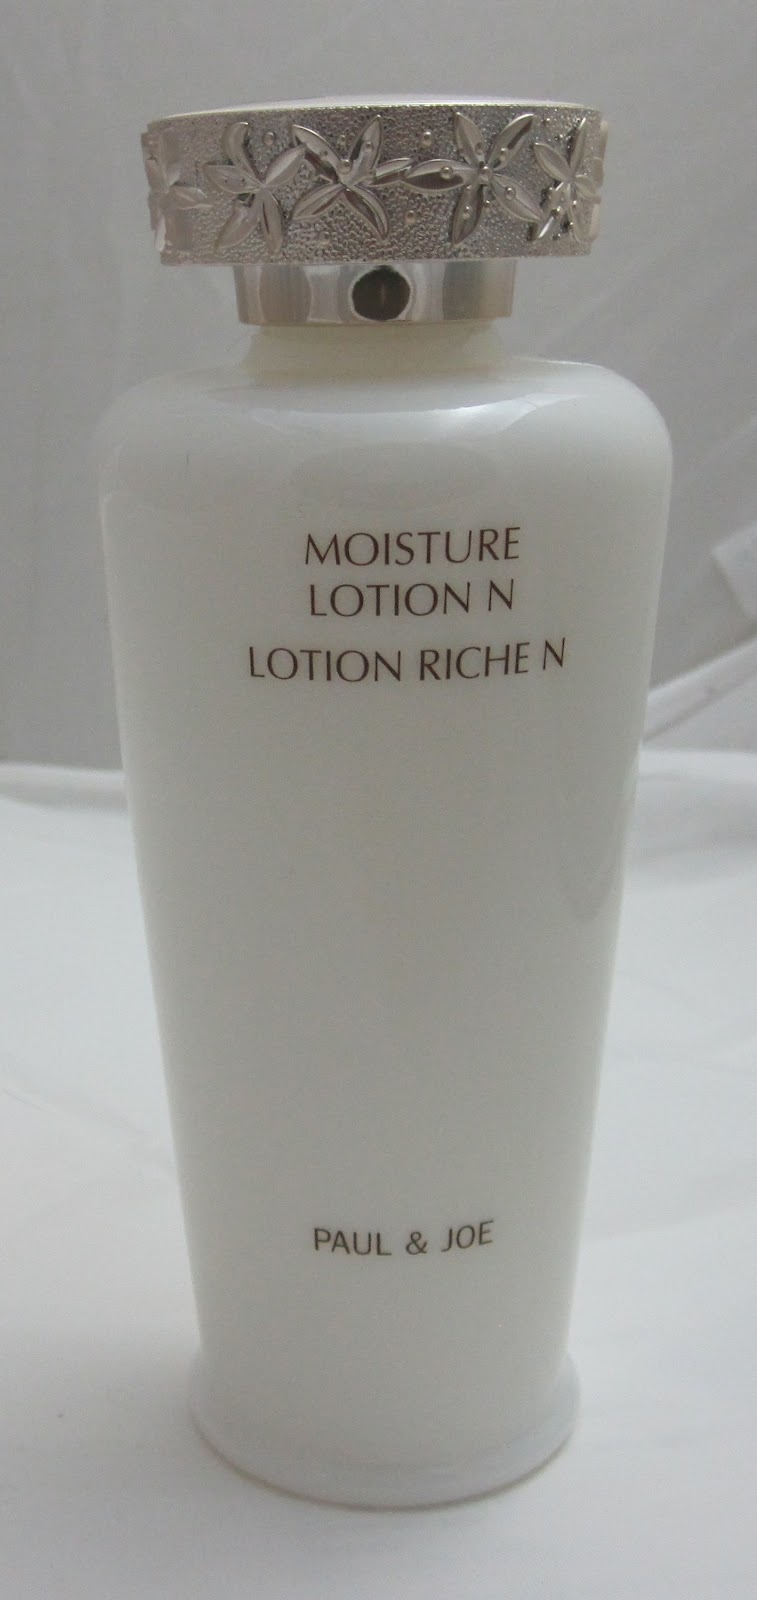 MOISTURE
LOTION N
LOTION RICHE N
PAUL & JOE